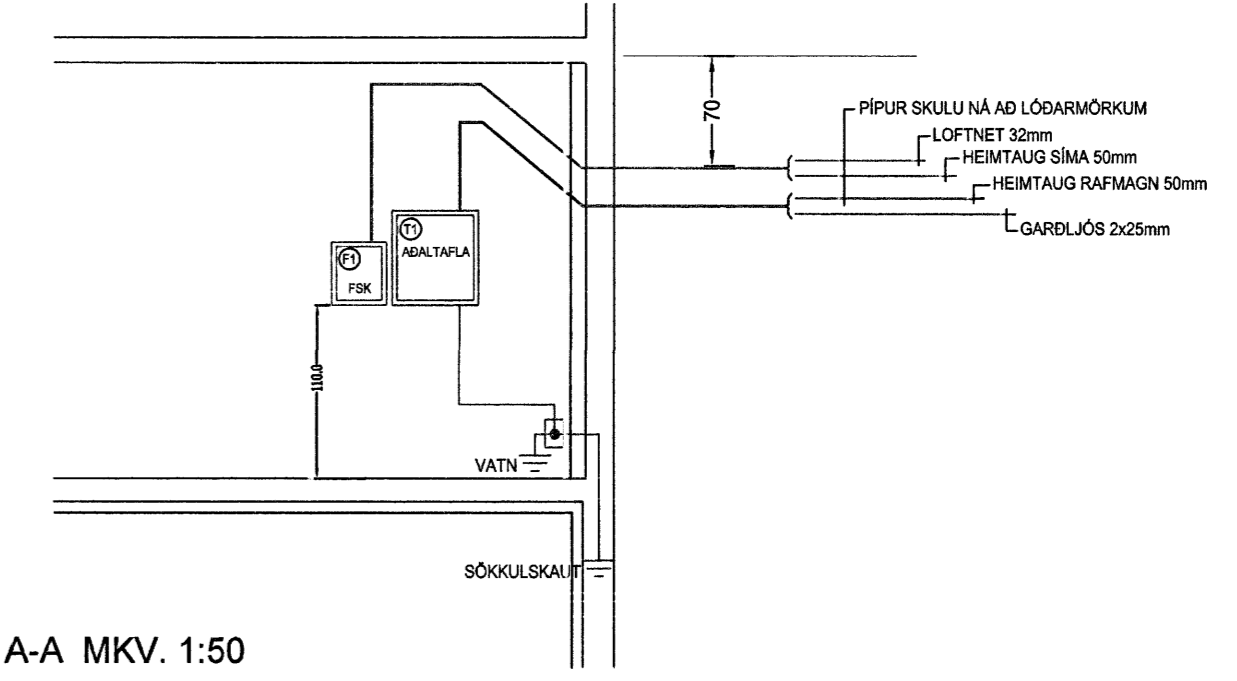 70
PÍPUR SKULU NÁ AÐ LÓÐARMÖRKUM
LOFTNET 32mm
HEIMTAUG SÍMA 50mm
HEIMTAUG RAFMAGN 50mm
GARÐLJÓS 2x25mm
T1
AÐALTAFLA
F1
FSK
110.0
VATN
SÖKKULSKAUT
A-A MKV. 1:50